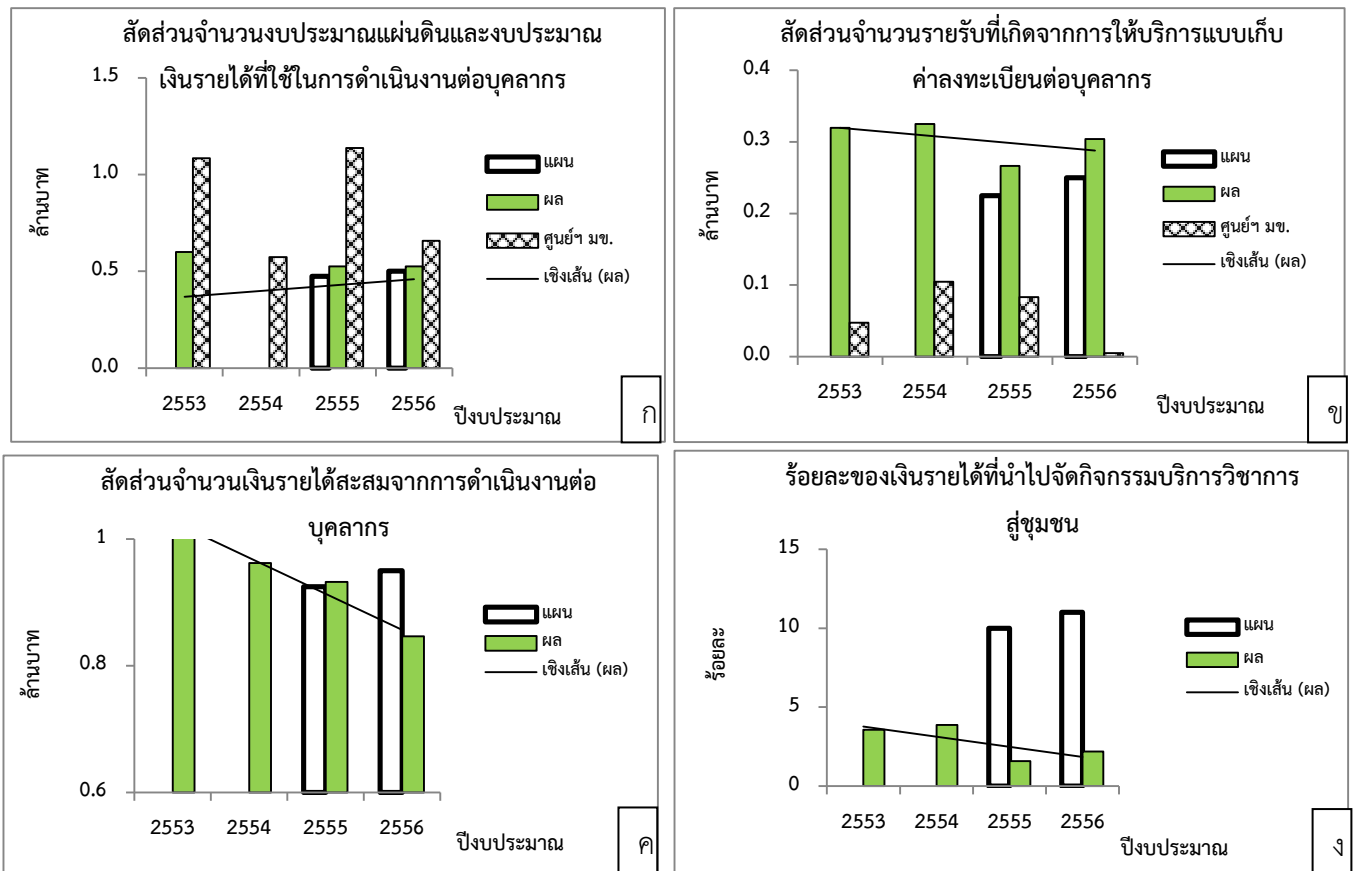 สัดส่วนจำนวนงบประมาณแผ่นดินและงบประมาณ
เงินรายได้ที่ใช้ในการดำเนินงานต่อบุคลากร
1.5
1.0
0.5
0.0
ล้านบาท
แผน
ผล
ศูนย์ฯ มข.
เชิงเส้น (ผล)
2553 2554 2555 2556
ปีงบประมาณ
ก
สัดส่วนจำนวนรายรับที่เกิดจากการให้บริการแบบเก็บ
ค่าลงทะเบียนต่อบุคลากร
0.4
0.3
0.2
0.1
0.0
ล้านบาท
แผน
ผล
ศูนย์ฯ มข.
เชิงเส้น (ผล)
2553 2554 2555 2556
ปีงบประมาณ
ข
สัดส่วนจำนวนเงินรายได้สะสมจากการดำเนินงานต่อ
บุคลากร
1
0.8
0.6
ล้านบาท
แผน
ผล
เชิงเส้น (ผล)
2553 2554 2555 2556
ปีงบประมาณ
ค
ร้อยละของเงินรายได้ที่นำไปจัดกิจกรรมบริการวิชาการ
สู่ชุมชน
15
10
5
0
ร้อยละ
แผน
ผล
เชิงเส้น (ผล)
2553 2554 2555 2556
ปีงบประมาณ
ง